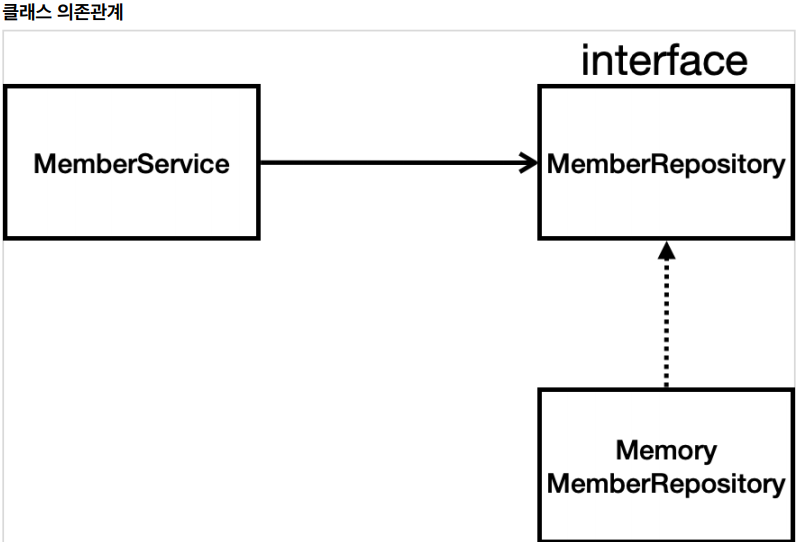 클래스 의존관계
interface
MemberService
MemberRepository
Memory
MemberRepository